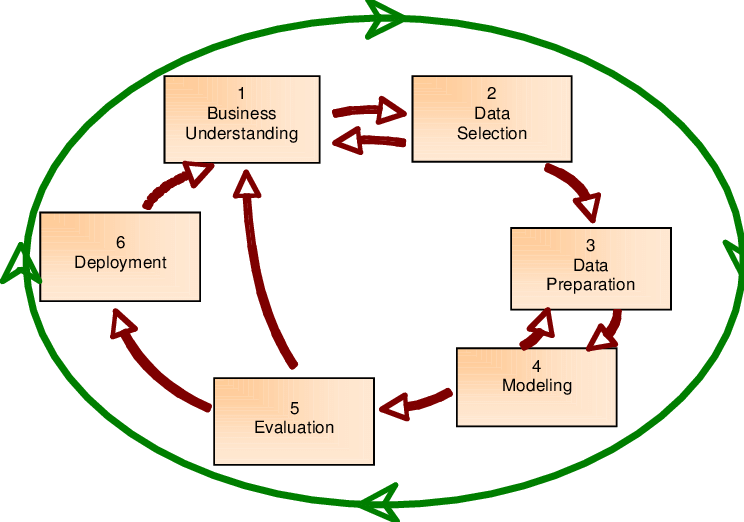 1
Business
Understanding
2
Data
Selection
3
Data
Preparation
4
Modeling
5
Evaluation
6
Deployment